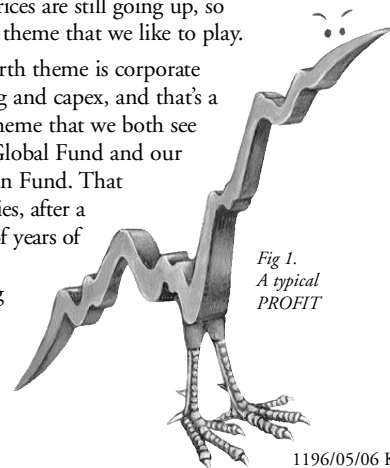 rices are still going up, so
theme that we like to play.
rth theme is corporate
g and capex, and that's a
heme that we both see
Global Fund and our
n Fund. That
ies, after a
f years of
g
Fig 1.
A typical
PROFIT
1196/05/06 K